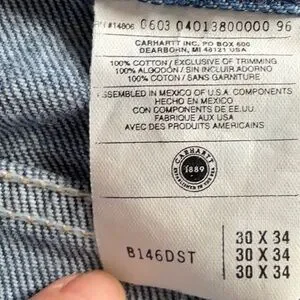 RN#14806 0603 04013800000 96
CARHARTT INC. PO BOX 600
DEARBORN, MI 48121 USA
100% COTTON / EXCLUSIVE OF TRIMMING
100% ALGODÓN / SIN INCLUIR ADORNO
100% COTON / SANS GARNITURE
ASSEMBLED IN MEXICO OF U.S.A. COMPONENTS
HECHO EN MEXICO
CON COMPONENTS DE EE.UU.
FABRIQUE AUX USA
AVEC DES PRODUCTS AMERICAINS
CARHARTT
1889
B146DST
30 X 34
30 X 34
30 X 34